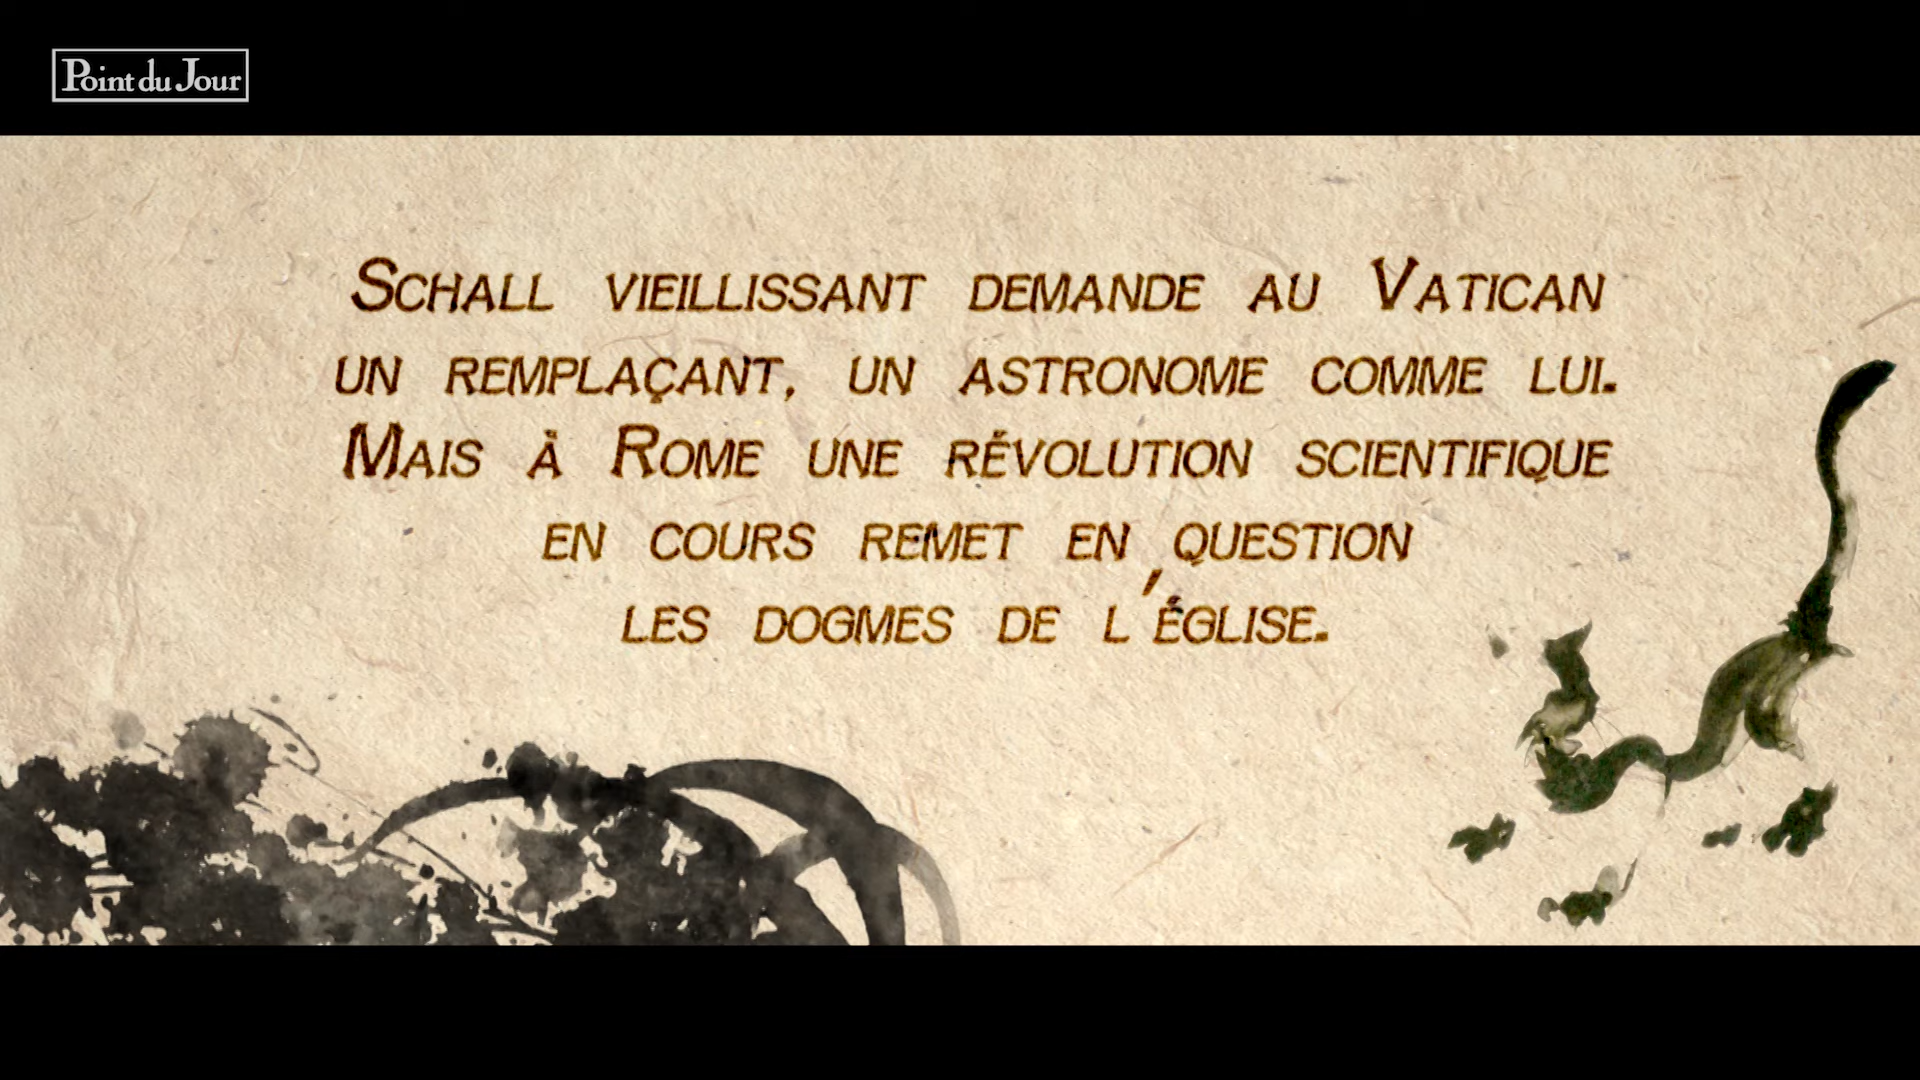 Point du Jour
Schall vieillissant demande au Vatican
un remplaçant, un astronome comme lui.
Mais à Rome une révolution scientifique
en cours remet en question
les dogmes de l'église.